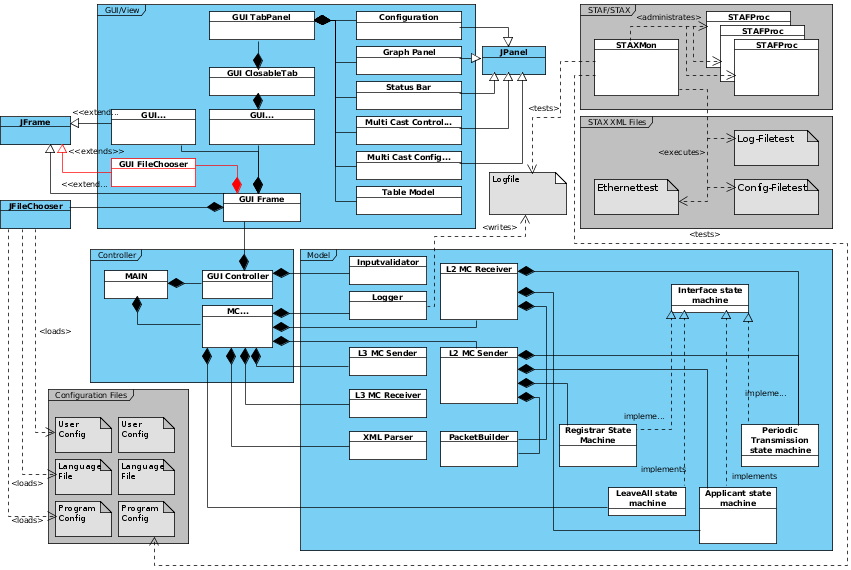 GUI/View
GUI TabPanel
GUI ClosableTab
GUI...
GUI...
Configuration
Graph Panel
Status Bar
Multi Cast Control...
Multi Cast Config...
Table Model
JPanel
<<extend...
JFrame
<<extends>>
GUI FileChooser
<<extend...
GUI Frame
JFileChooser
STAF/STAX
<administrates>
STAFProc
STAFProc
STAFProc
STAXMon
<tests>
STAX XML Files
Log-Filetest
<executes>
Ethernettest
Config-Filetest
Logfile
<writes>
<tests>
Controller
MAIN
GUI Controller
MC...
Model
Inputvalidator
Logger
L2 MC Receiver
L3 MC Sender
L2 MC Sender
L3 MC Receiver
XML Parser
PacketBuilder
Interface state
machine
impleme...
impleme...
Registrar State
Machine
Periodic
Transmission
state machine
implements
implements
LeaveAll state
machine
Applicant state
machine
<loads>
Configuration Files
User
Config
User
Config
Language
File
Language
File
<loads>
Program
Config
Program
Config
<loads>